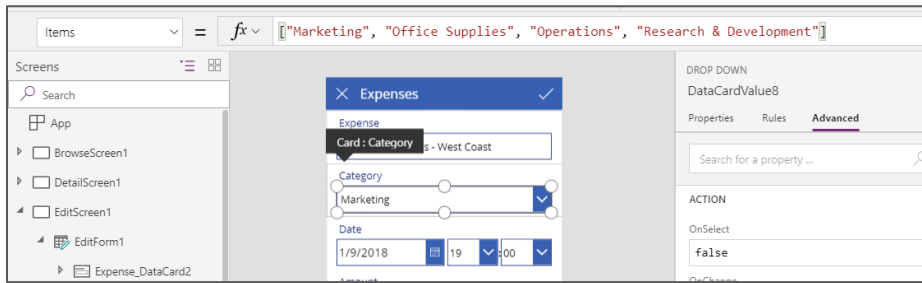 Items = fx ["Marketing", "Office Supplies", "Operations", "Research & Development"]
Screens
Search
App
BrowseScreen1
DetailScreen1
EditScreen1
EditForm1
Expense_DataCard2
Expenses
Expense
Card : Category
s - West Coast
Category
Marketing
Date
1/9/2018 19 :00
DROP DOWN
DataCardValue8
Properties Rules Advanced
Search for a property ...
ACTION
OnSelect
false
OnChange